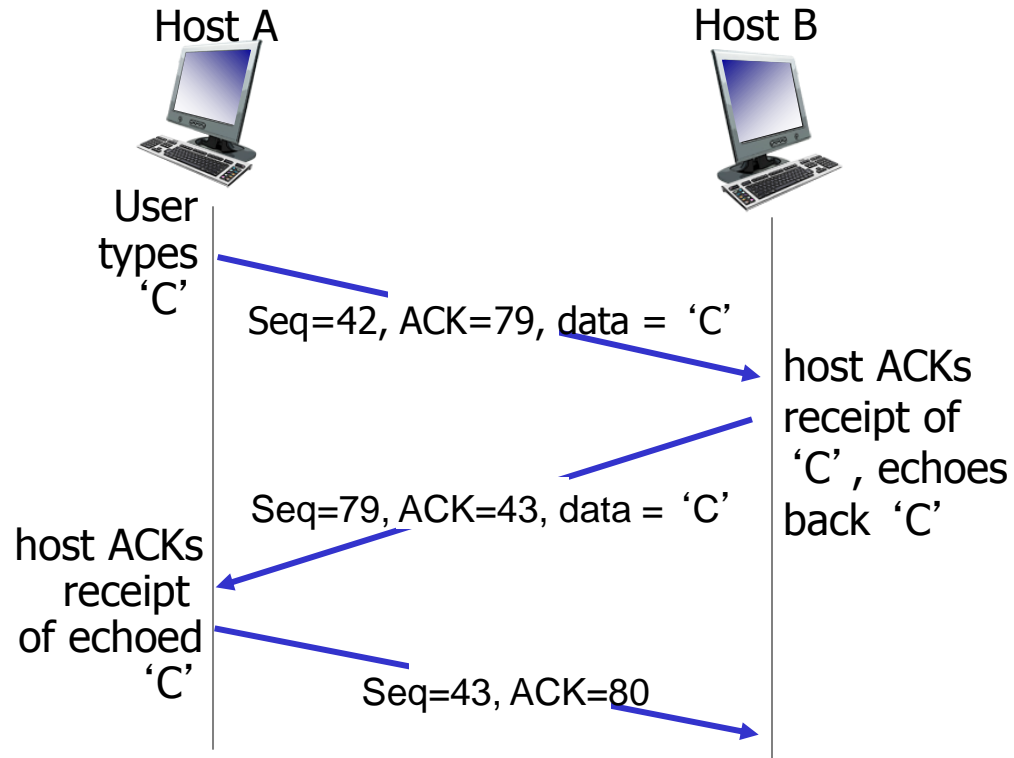 Host A
Host B
User
types
‘C’
Seq=42, ACK=79, data = ‘C’
host ACKs
receipt of
‘C’, echoes
back ‘C’
Seq=79, ACK=43, data = ‘C’
host ACKs
receipt
of echoed
‘C’
Seq=43, ACK=80